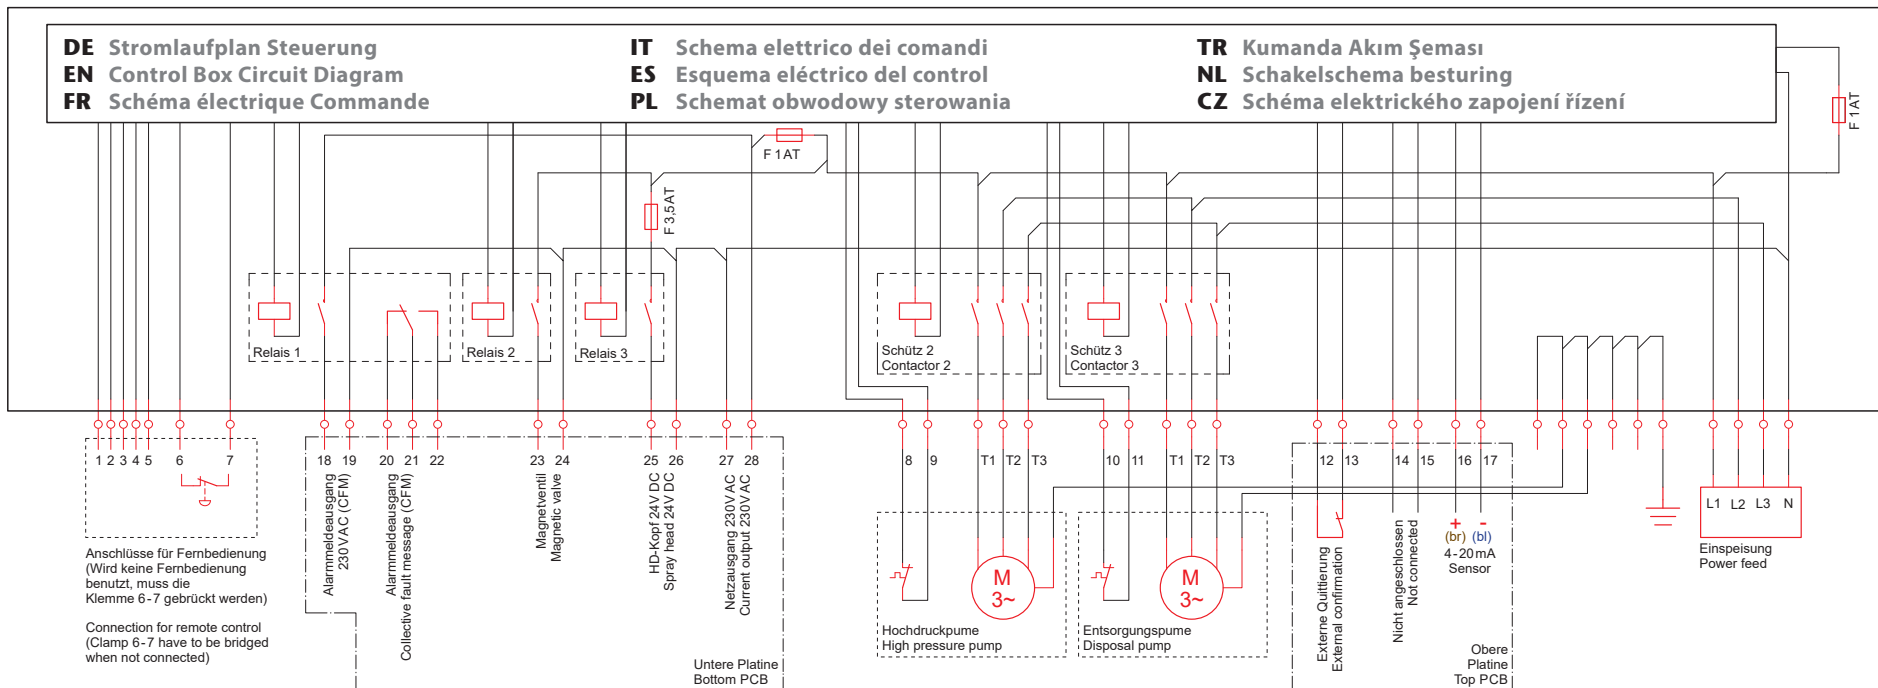 DE Stromlaufplan Steuerung
EN Control Box Circuit Diagram
FR Schéma électrique Commande
IT Schema elettrico dei comandi
ES Esquema eléctrico del control
PL Schemat obwodowy sterowania
TR Kumanda Akım Şeması
NL Schakelschema besturing
CZ Schéma elektrického zapojení řízení
F 1AT
F 1AT
F 3,5AT
Relais 1
Relais 2
Relais 3
Schütz 2
Contactor 2
Schütz 3
Contactor 3
1 2 3 4 5 6 7
18 19 20 21 22 23 24 25 26 27 28
8 9 T1 T2 T3
10 11 T1 T2 T3
12 13 14 15 16 17
Anschlüsse für Fernbedienung
(Wird keine Fernbedienung
benutzt, muss die
Klemme 6-7 gebrückt werden)
Connection for remote control
(Clamp 6-7 have to be bridged
when not connected)
Alarmmeldeausgang
230V AC (CFM)
Alarmmeldeausgang
Collective fault message (CFM)
Magnetventil
Magnetic valve
HD-Kopf 24V DC
Spray head 24V DC
Netzausgang 230V AC
Current output 230V AC
Untere Platine
Bottom PCB
M
3~
Hochdruckpume
High pressure pump
M
3~
Entsorgungspume
Disposal pump
Externe Quittierung
External confirmation
Nicht angeschlossen
Not connected
+ -
(br) (bl)
4-20mA
Sensor
Obere
Platine
Top PCB
L1 L2 L3 N
Einspeisung
Power feed